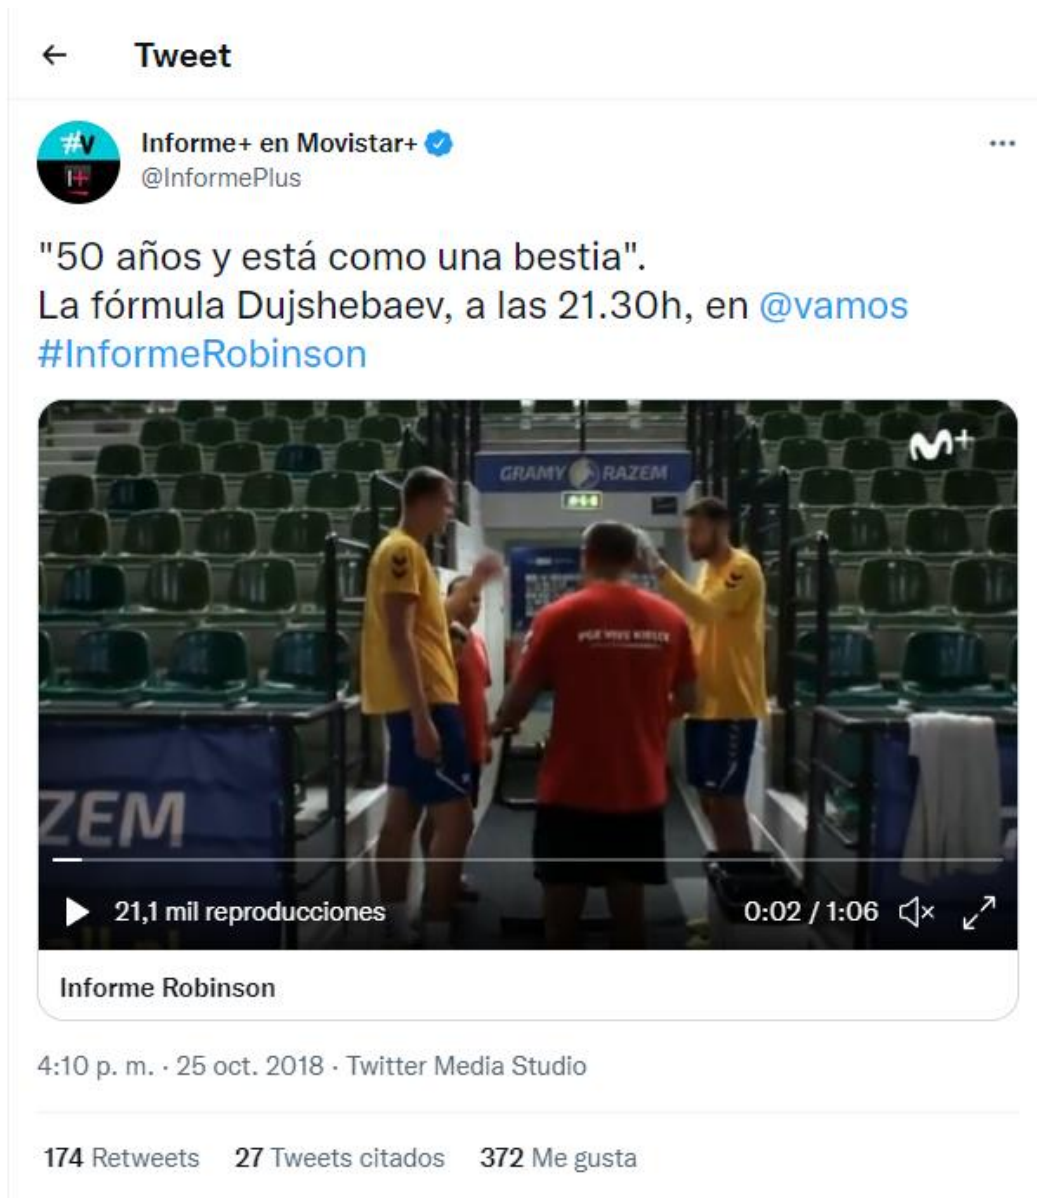 ← Tweet
#V
I+
Informe+ en Movistar+
@InformePlus
"50 años y está como una bestia".
La fórmula Dujshebaev, a las 21.30h, en @vamos
#InformeRobinson
M+
GRAMY RAZEM
PGE VIVE KIELCE
ZEM
21,1 mil reproducciones 0:02 / 1:06
Informe Robinson
4:10 p. m. · 25 oct. 2018 · Twitter Media Studio
174 Retweets 27 Tweets citados 372 Me gusta